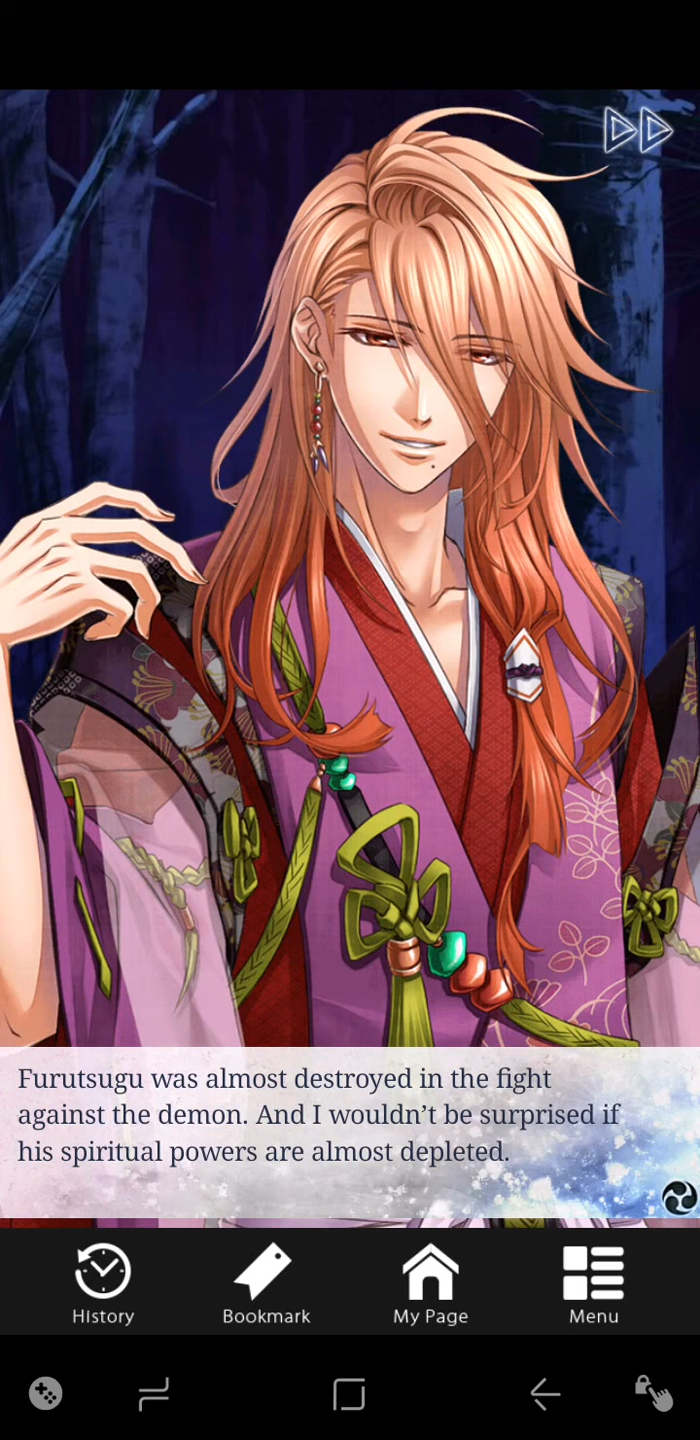 Furutsugu was almost destroyed in the fight
against the demon. And I wouldn’t be surprised if
his spiritual powers are almost depleted.
History
Bookmark
My Page
Menu